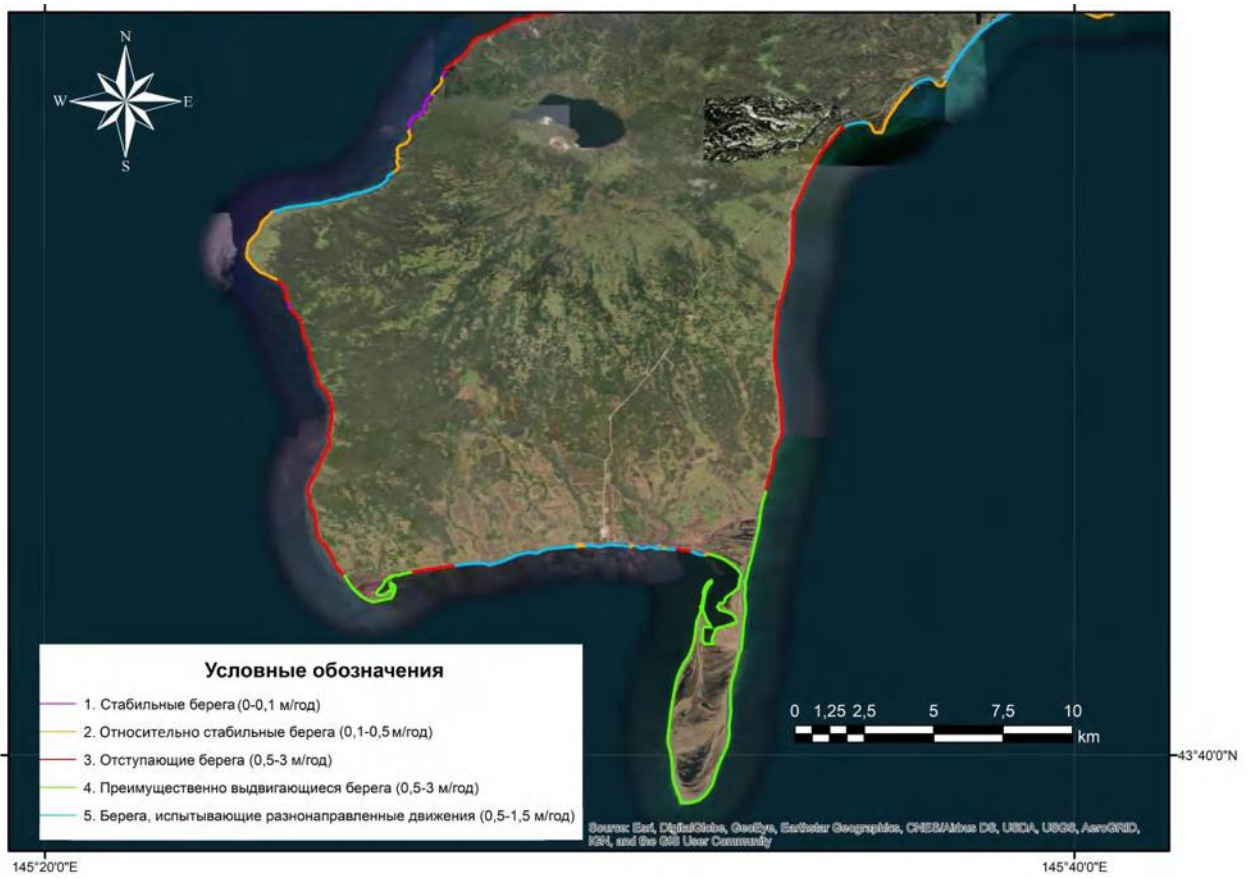 N
W
E
S
Условные обозначения
1. Стабильные берега (0-0,1 м/год)
2. Относительно стабильные берега (0,1-0,5 м/год)
3. Отступающие берега (0,5-3 м/год)
4. Преимущественно выдвигающиеся берега (0,5-3 м/год)
5. Берега, испытывающие разнонаправленные движения (0,5-1,5 м/год)
0 1,25 2,5 5 7,5 10
km
43°40'0"N
Source: Esri, DigitalGlobe, GeoEye, Earthstar Geographics, CNES/Airbus DS, USDA, USGS, AeroGRID,
IGN, and the GIS User Community
145°20'0"E
145°40'0"E